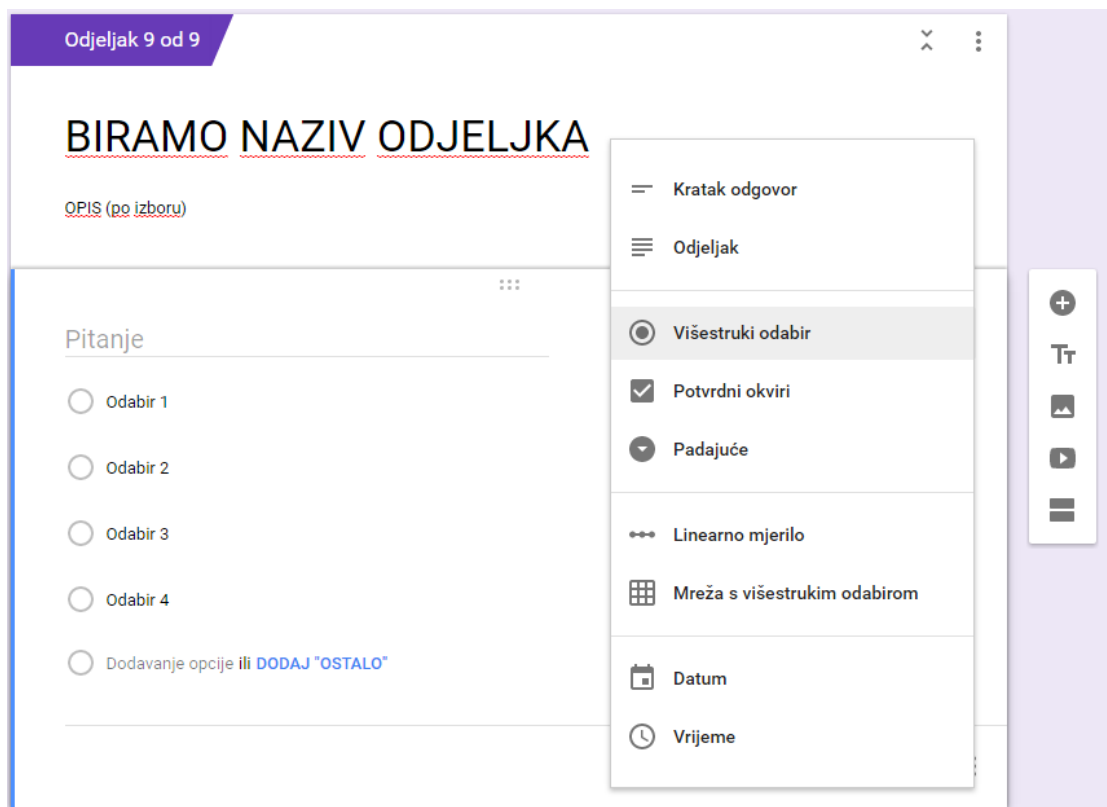 Odjeljak 9 od 9
BIRAMO NAZIV ODJELJKA
OPIS (po izboru)
Pitanje
Odabir 1
Odabir 2
Odabir 3
Odabir 4
Dodavanje opcije ili DODAJ "OSTALO"
Kratak odgovor
Odjeljak
Višestruki odabir
Potvrdni okviri
Padajuće
Linearno mjerilo
Mreža s višestrukim odabirom
Datum
Vrijeme
Tт